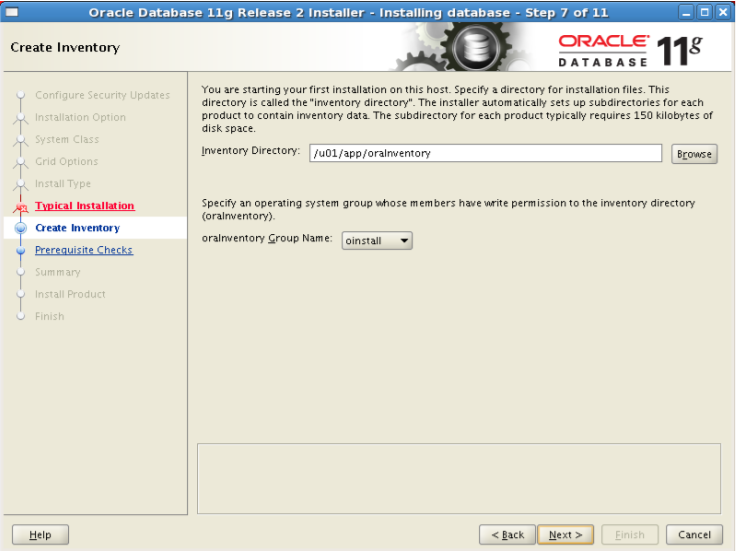 Oracle Database 11g Release 2 Installer - Installing database - Step 7 of 11
Create Inventory
ORACLE
DATABASE
11g
Configure Security Updates
Installation Option
System Class
Grid Options
Install Type
Typical Installation
Create Inventory
Prerequisite Checks
Summary
Install Product
Finish
You are starting your first installation on this host. Specify a directory for installation files. This
directory is called the "inventory directory". The installer automatically sets up subdirectories for each
product to contain inventory data. The subdirectory for each product typically requires 150 kilobytes of
disk space.
Inventory Directory: /u01/app/oraInventory Browse
Specify an operating system group whose members have write permission to the inventory directory
(oraInventory).
oraInventory Group Name: oinstall
Help < Back Next > Finish Cancel